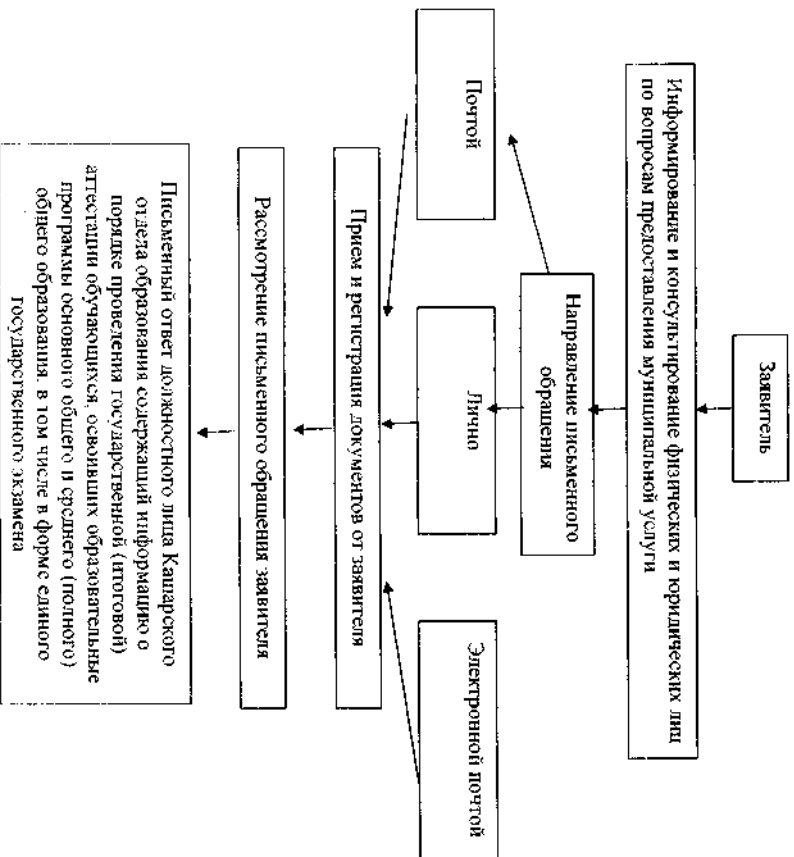 Заявитель
Информирование и консультирование физических и юридических лиц
по вопросам предоставления муниципальной услуги
Направление письменного
обращения
Почтой
Лично
Электронной почтой
Прием и регистрация документов от заявителя
Рассмотрение письменного обращения заявителя
Письменный ответ должностного лица Кашарского
отдела образования содержащий информацию о
порядке проведения государственной (итоговой)
аттестации обучающихся, освоивших образовательные
программы основного общего и среднего (полного)
общего образования, в том числе в форме единого
государственного экзамена